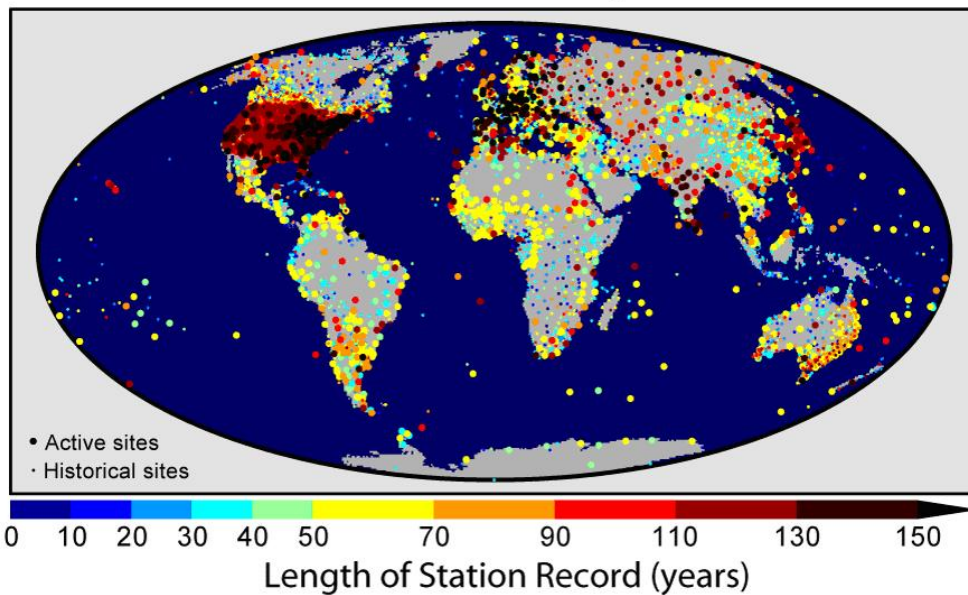 Active sites
Historical sites
0 10 20 30 40 50 70 90 110 130 150
Length of Station Record (years)